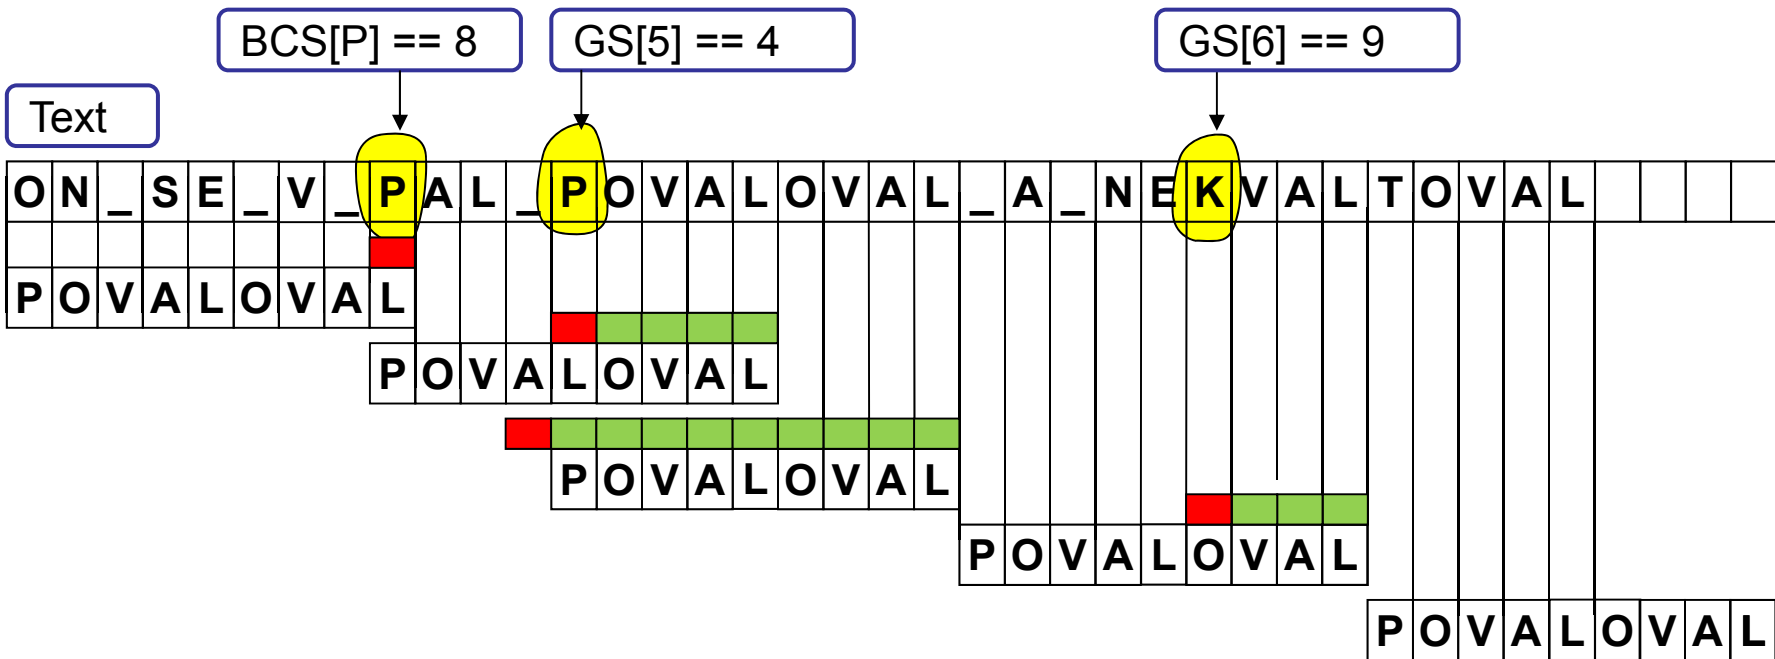 BCS[P] == 8
GS[5] == 4
GS[6] == 9
Text
ON_SE_V_PAL_POVALOVAL_A_NEKVALTOVAL
POVALOVAL
POVALOVAL
POVALOVAL
POVALOVAL
POVALOVAL